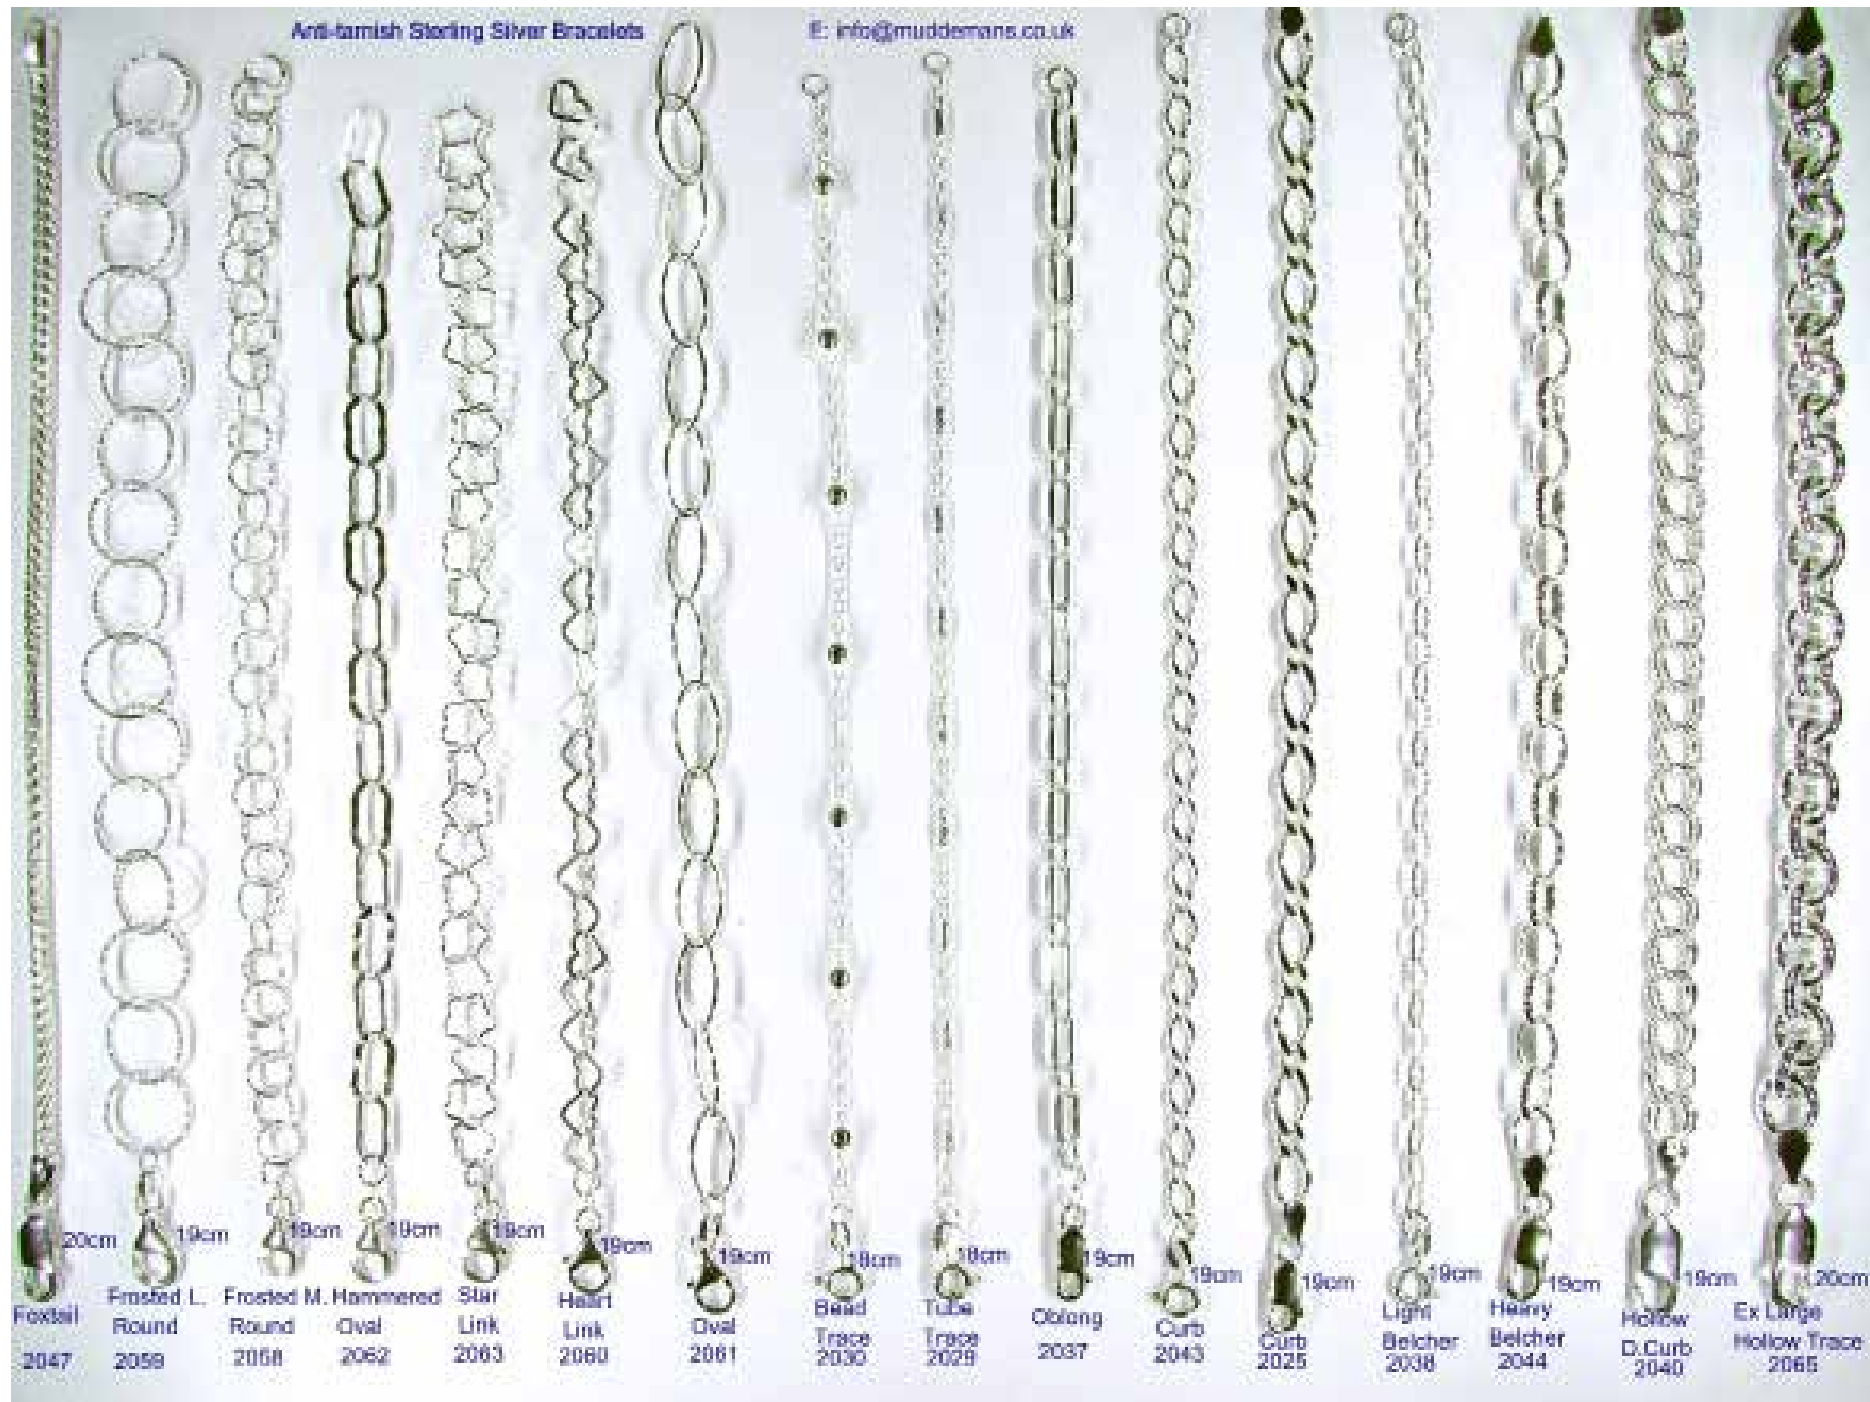 Anti-tarnish Sterling Silver Bracelets
E: info@muddemans.co.uk
20cm
Foxtail
2047
19cm
Frosted L.
Round
2059
19cm
Frosted M.
Round
2058
19cm
Hammered
Oval
2062
19cm
Star
Link
2063
19cm
Heart
Link
2060
19cm
Oval
2061
18cm
Bead
Trace
2030
18cm
Tube
Trace
2029
19cm
Oblong
2037
19cm
Curb
2043
19cm
Curb
2025
19cm
Light
Belcher
2038
19cm
Heavy
Belcher
2044
19cm
Hollow
D.Curb
2040
20cm
Ex Large
Hollow Trace
2065